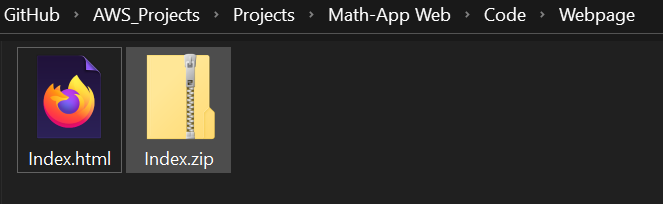 GitHub > AWS_Projects > Projects > Math-App Web > Code > Webpage
Index.html Index.zip